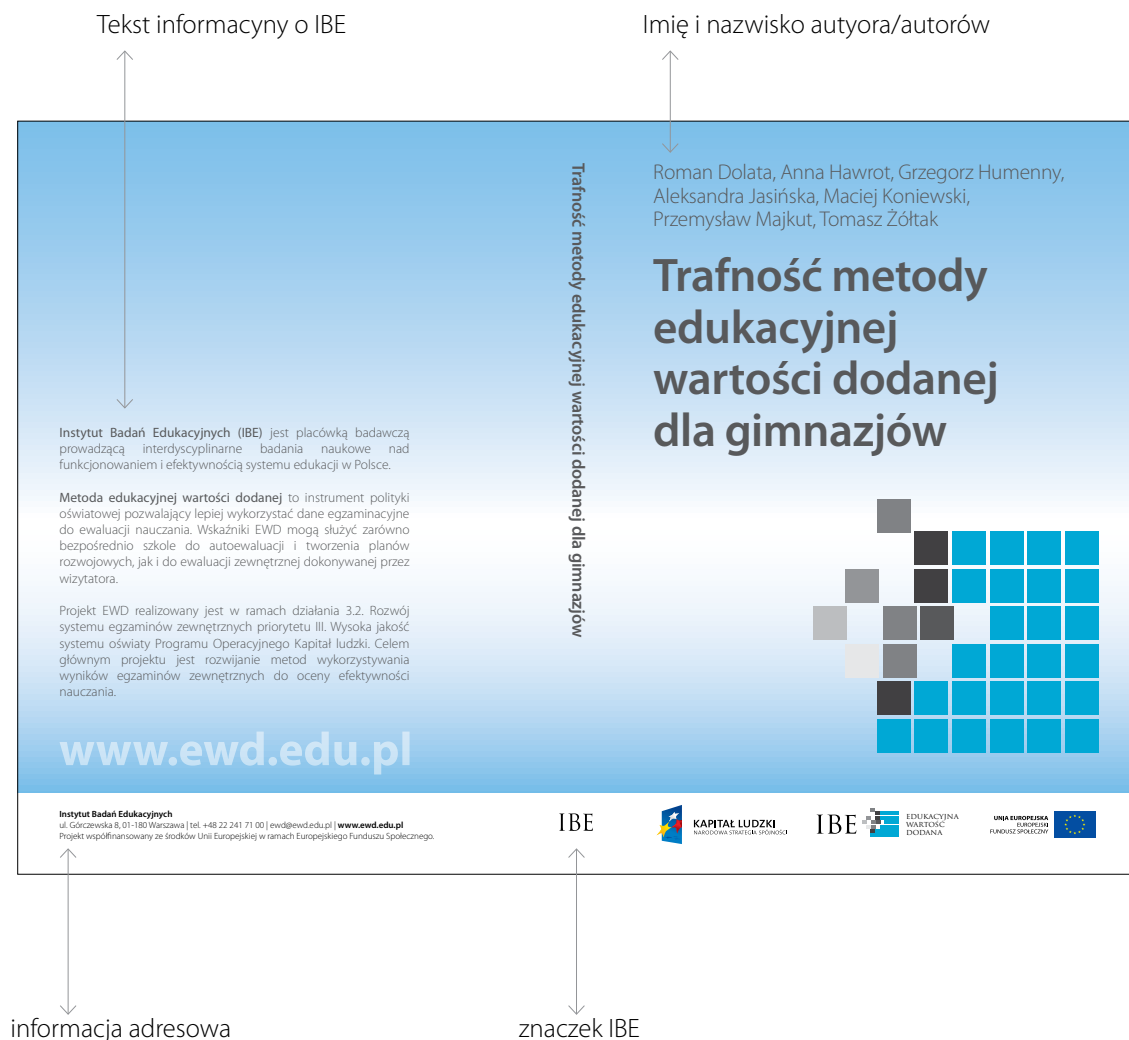 Tekst informacyny o IBE
Imię i nazwisko autyora/autorów
Roman Dolata, Anna Hawrot, Grzegorz Humenny,
Aleksandra Jasińska, Maciej Koniewski,
Przemysław Majkut, Tomasz Żółtak
Trafność metody
edukacyjnej
wartości dodanej
dla gimnazjów
Trafność metody edukacyjnej wartości dodanej dla gimnazjów
Instytut Badań Edukacyjnych (IBE) jest placówką badawczą
prowadzącą interdyscyplinarne badania naukowe nad
funkcjonowaniem i efektywnością systemu edukacji w Polsce.
Metoda edukacyjnej wartości dodanej to instrument polityki
oświatowej pozwalający lepiej wykorzystać dane egzaminacyjne
do ewaluacji nauczania. Wskaźniki EWD mogą służyć zarówno
bezpośrednio szkole do autoewaluacji i tworzenia planów
rozwojowych, jak i do ewaluacji zewnętrznej dokonywanej przez
wizytatora.
Projekt EWD realizowany jest w ramach działania 3.2. Rozwój
systemu egzaminów zewnętrznych priorytetu III. Wysoka jakość
systemu oświaty Programu Operacyjnego Kapitał ludzki. Celem
głównym projektu jest rozwijanie metod wykorzystywania
wyników egzaminów zewnętrznych do oceny efektywności
nauczania.
www.ewd.edu.pl
Instytut Badań Edukacyjnych
ul. Górczewska 8, 01-180 Warszawa | tel. +48 22 241 71 00 | ewd@ewd.edu.pl | www.ewd.edu.pl
Projekt współfinansowany ze środków Unii Europejskiej w ramach Europejskiego Funduszu Społecznego.
IBE
KAPITAŁ LUDZKI
NARODOWA STRATEGIA SPÓJNOŚCI
IBE
EDUKACYJNA
WARTOŚĆ
DODANA
UNIA EUROPEJSKA
EUROPEJSKI
FUNDUSZ SPOŁECZNY
informacja adresowa
znaczek IBE